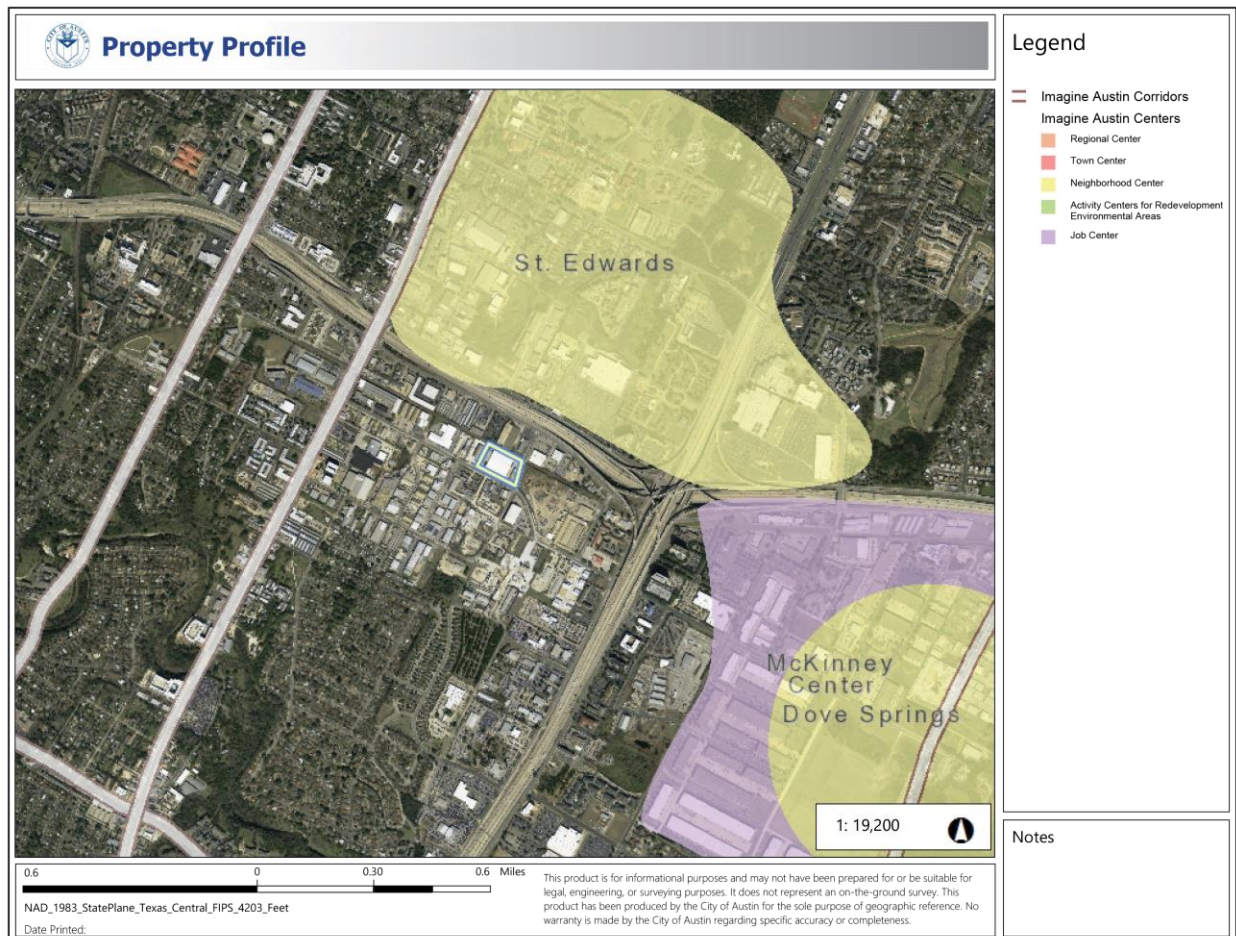 CITY OF AUSTIN
Property Profile
St. Edwards
McKinney
Center
Dove Springs
1: 19,200
Legend
Imagine Austin Corridors
Imagine Austin Centers
Regional Center
Town Center
Neighborhood Center
Activity Centers for Redevelopment
Environmental Areas
Job Center
Notes
0.6 0 0.30 0.6 Miles
NAD_1983_StatePlane_Texas_Central_FIPS_4203_Feet
Date Printed:
This product is for informational purposes and may not have been prepared for or be suitable for
legal, engineering, or surveying purposes. It does not represent an on-the-ground survey. This
product has been produced by the City of Austin for the sole purpose of geographic reference. No
warranty is made by the City of Austin regarding specific accuracy or completeness.